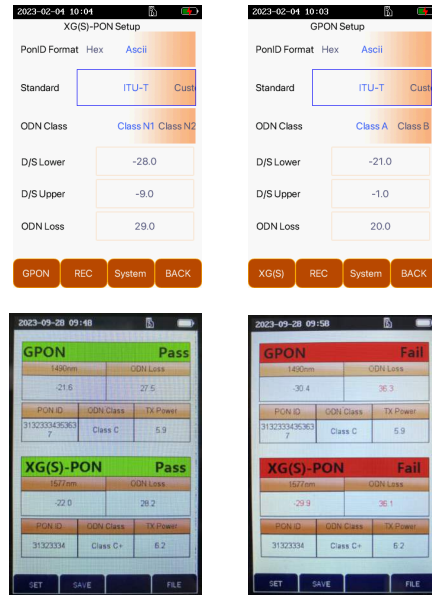 2023-02-04 10:04
XG(S)-PON Setup
PonID Format Hex Ascii
Standard ITU-T Cust
ODN Class Class N1 Class N2
D/S Lower -28.0
D/S Upper -9.0
ODN Loss 29.0
GPON REC System BACK
2023-02-04 10:03
GPON Setup
PonID Format Hex Ascii
Standard ITU-T Cust
ODN Class Class A Class B
D/S Lower -21.0
D/S Upper -1.0
ODN Loss 20.0
XG(S) REC System BACK
2023-09-28 09:48
GPON Pass
1490nm ODN Loss
-21.6 27.5
PON ID ODN Class TX Power
3132333435363
7 Class C 5.9
XG(S)-PON Pass
1577nm ODN Loss
-22.0 28.2
PON ID ODN Class TX Power
31323334 Class C+ 6.2
SET SAVE FILE
2023-09-28 09:58
GPON Fail
1490nm ODN Loss
-30.4 36.3
PON ID ODN Class TX Power
3132333435363
7 Class C 5.9
XG(S)-PON Fail
1577nm ODN Loss
-29.9 36.1
PON ID ODN Class TX Power
31323334 Class C+ 6.2
SET SAVE FILE